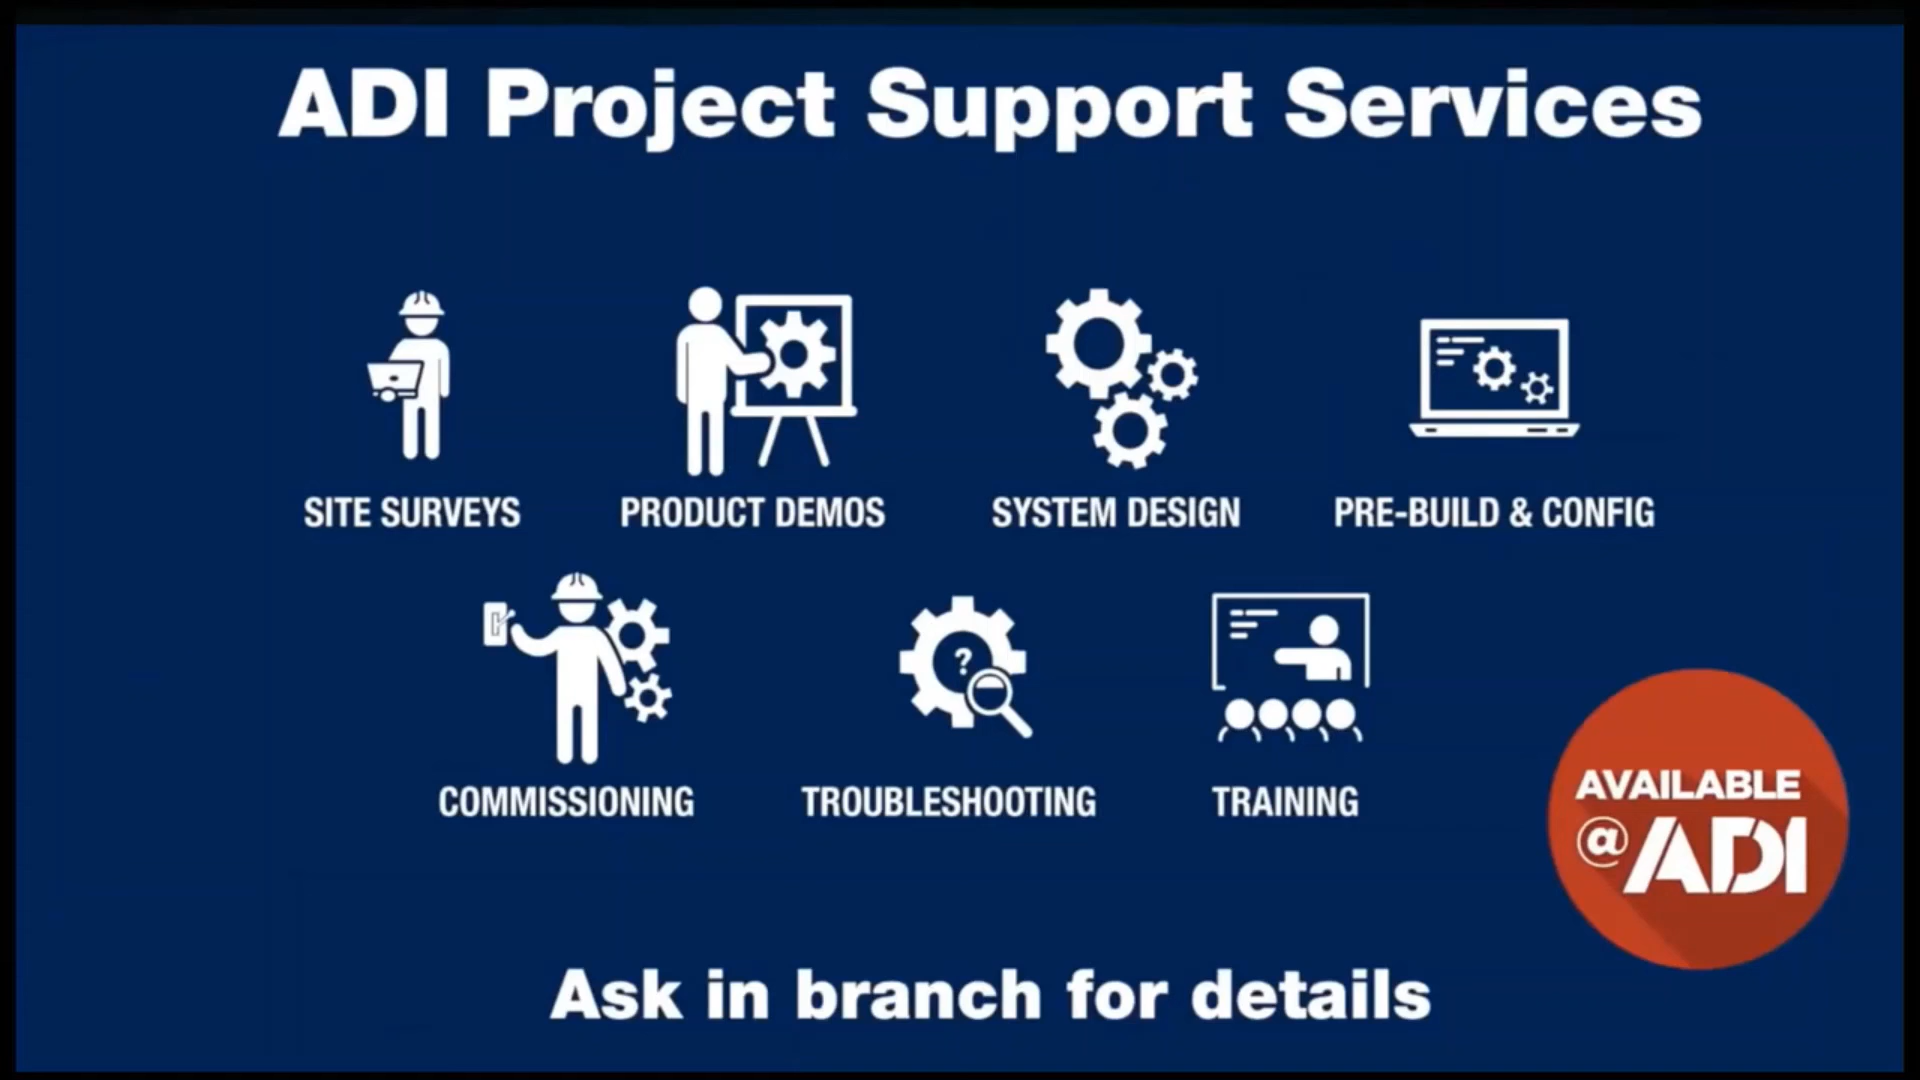 ADI Project Support Services
SITE SURVEYS
PRODUCT DEMOS
SYSTEM DESIGN
PRE-BUILD & CONFIG
?
COMMISSIONING
TROUBLESHOOTING
TRAINING
AVAILABLE
@ADI
Ask in branch for details